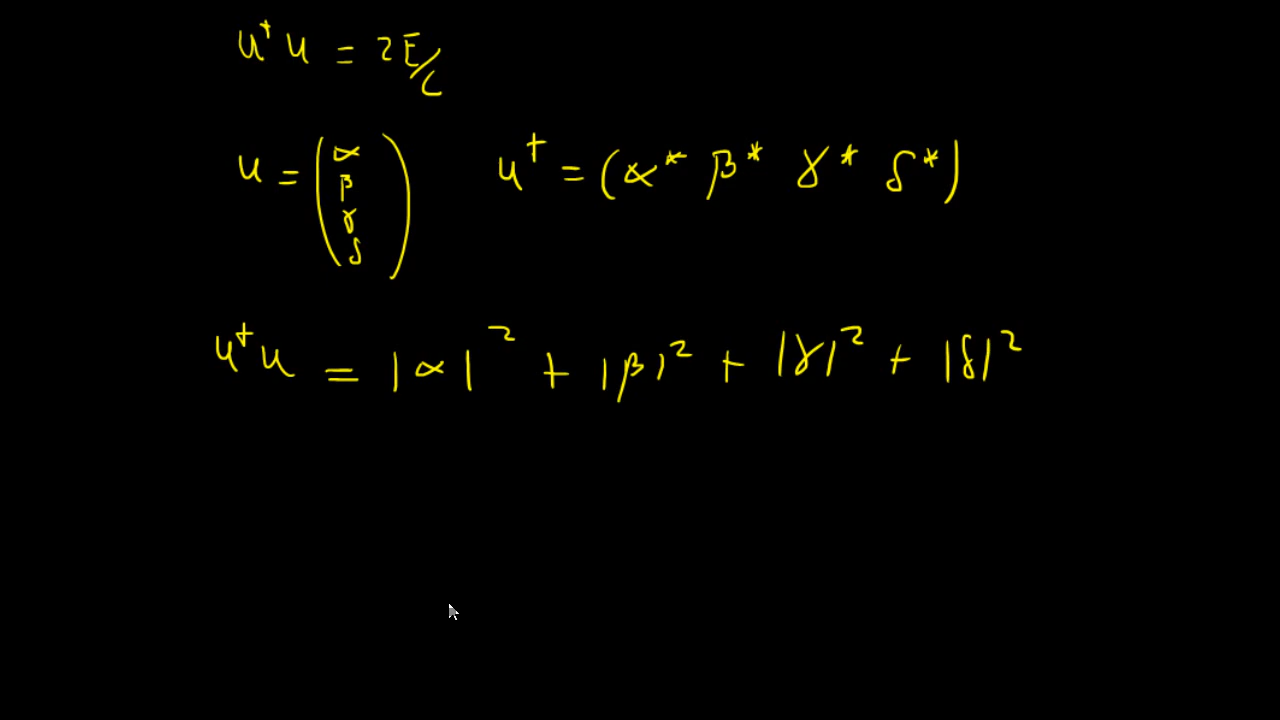 u† u = 2E/c
u = (α β γ δ) u† = (α* β* γ* δ*)
u† u = |α|² + |β|² + |γ|² + |δ|²